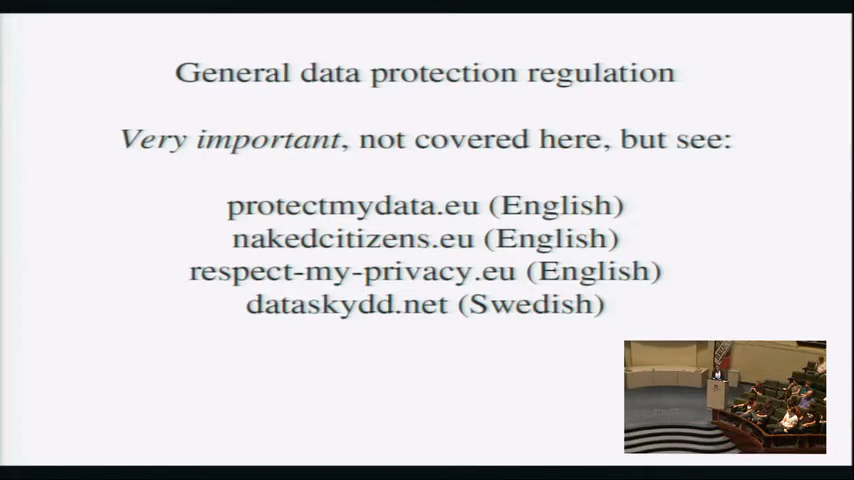 General data protection regulation
Very important, not covered here, but see:
protectmydata.eu (English)
nakedcitizens.eu (English)
respect-my-privacy.eu (English)
dataskydd.net (Swedish)